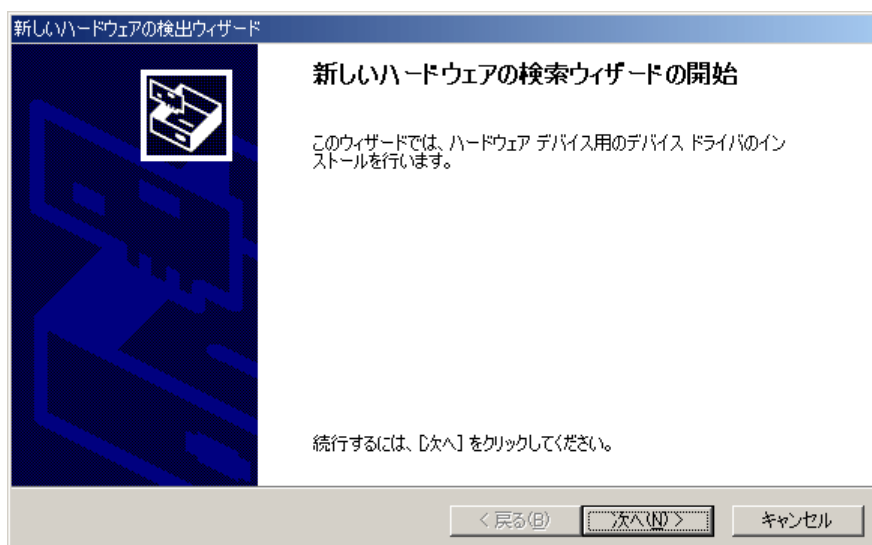 新しいハードウェアの検出ウィザード
新しいハードウェアの検索ウィザードの開始
このウィザードでは、ハードウェア デバイス用のデバイス ドライバのイン
ストールを行います。
続行するには、[次へ] をクリックしてください。
< 戻る(B)
次へ(N) >
キャンセル